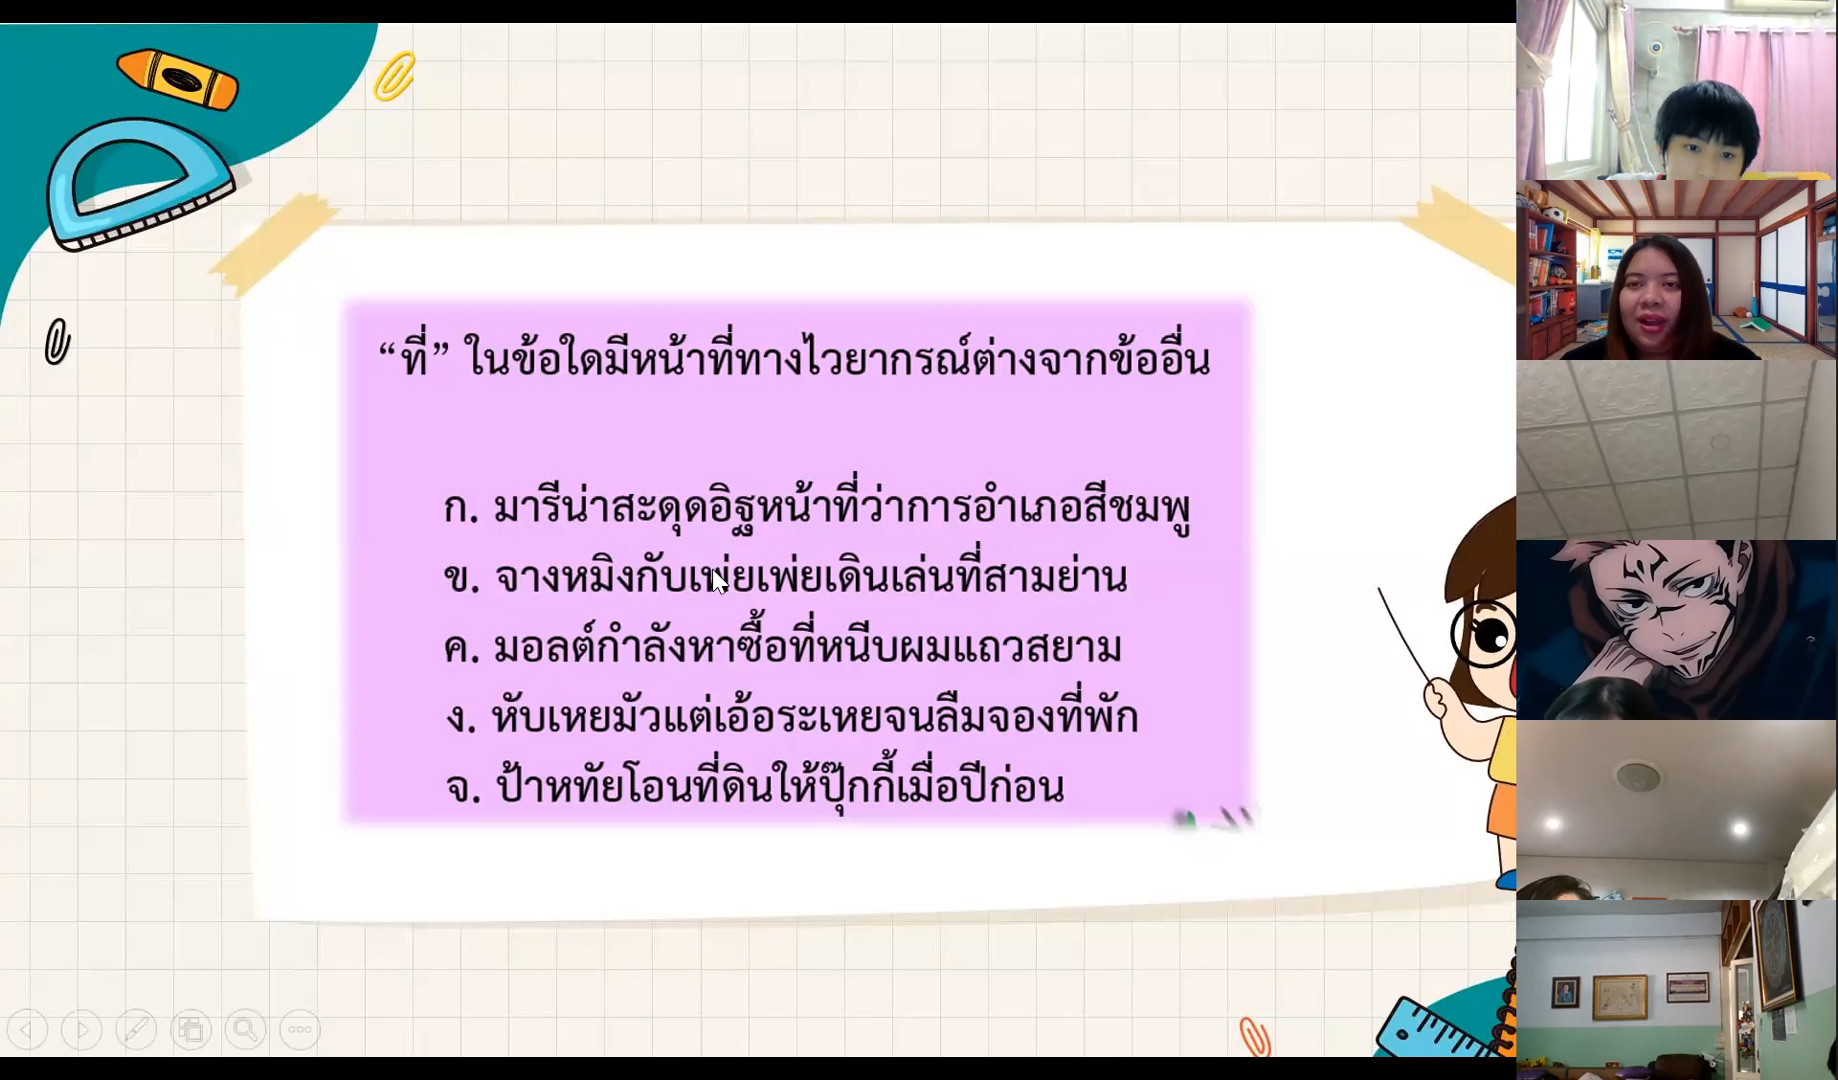 “ที่” ในข้อใดมีหน้าที่ทางไวยากรณ์ต่างจากข้ออื่น
ก. มารีน่าสะดุดอิฐหน้าที่ว่าการอำเภอสีชมพู
ข. จางหมิงกับเพ่ยเพ่ยเดินเล่นที่สามย่าน
ค. มอลต์กำลังหาซื้อที่หนีบผมแถวสยาม
ง. หับเหยมัวแต่เอ้อระเหยจนลืมจองที่พัก
จ. ป้าหทัยโอนที่ดินให้ปุ๊กกี้เมื่อปีก่อน